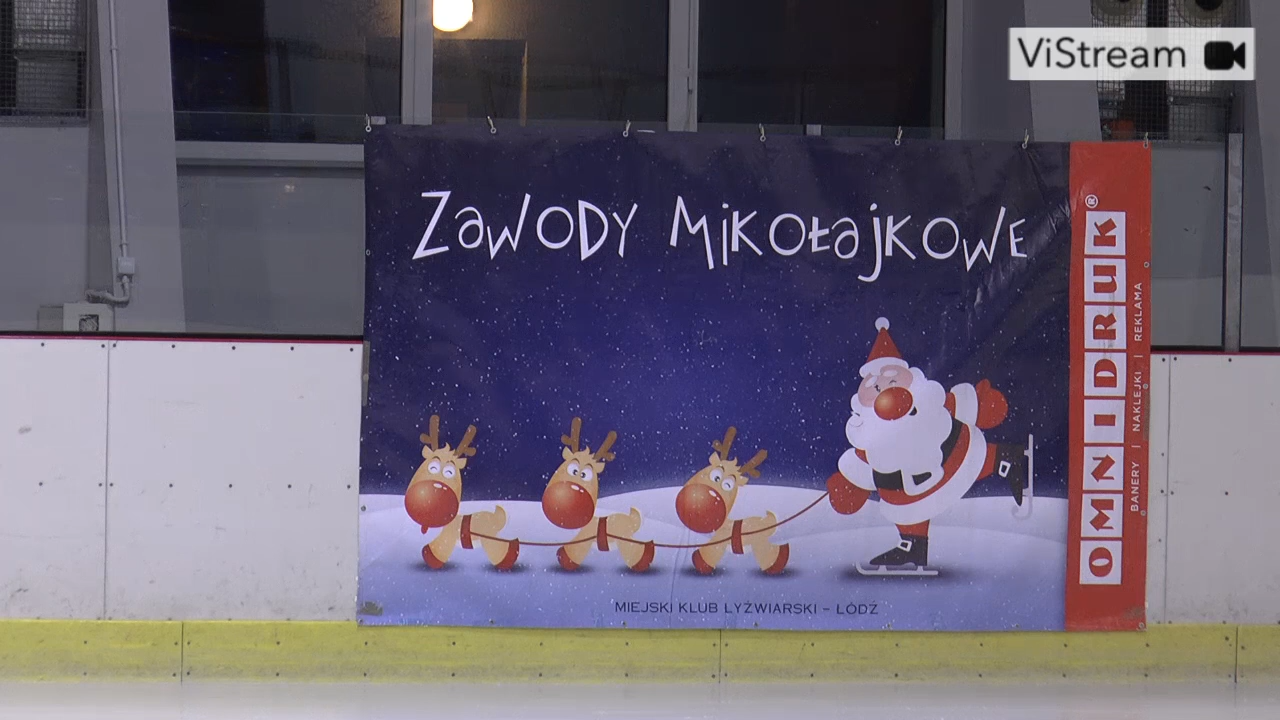 ViStream
Zawody Mikołajkowe
OMNIDRUK®
BANERY | NAKLEJKI | REKLAMA
MIEJSKI KLUB ŁYŻWIARSKI – ŁÓDŹ